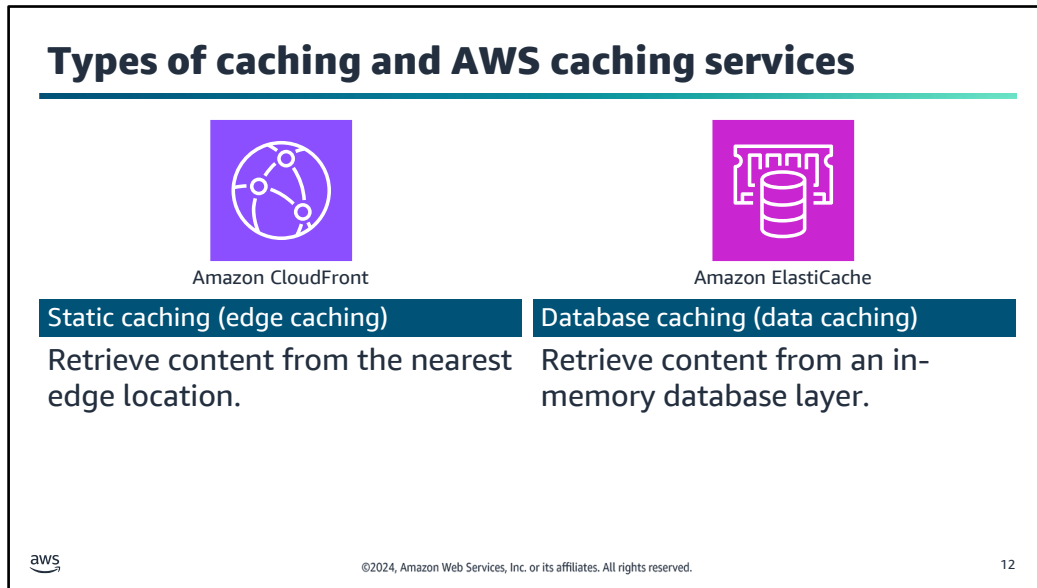 Types of caching and AWS caching services
Amazon CloudFront
Static caching (edge caching)
Retrieve content from the nearest
edge location.
Amazon ElastiCache
Database caching (data caching)
Retrieve content from an in-
memory database layer.
aws
©2024, Amazon Web Services, Inc. or its affiliates. All rights reserved.
12